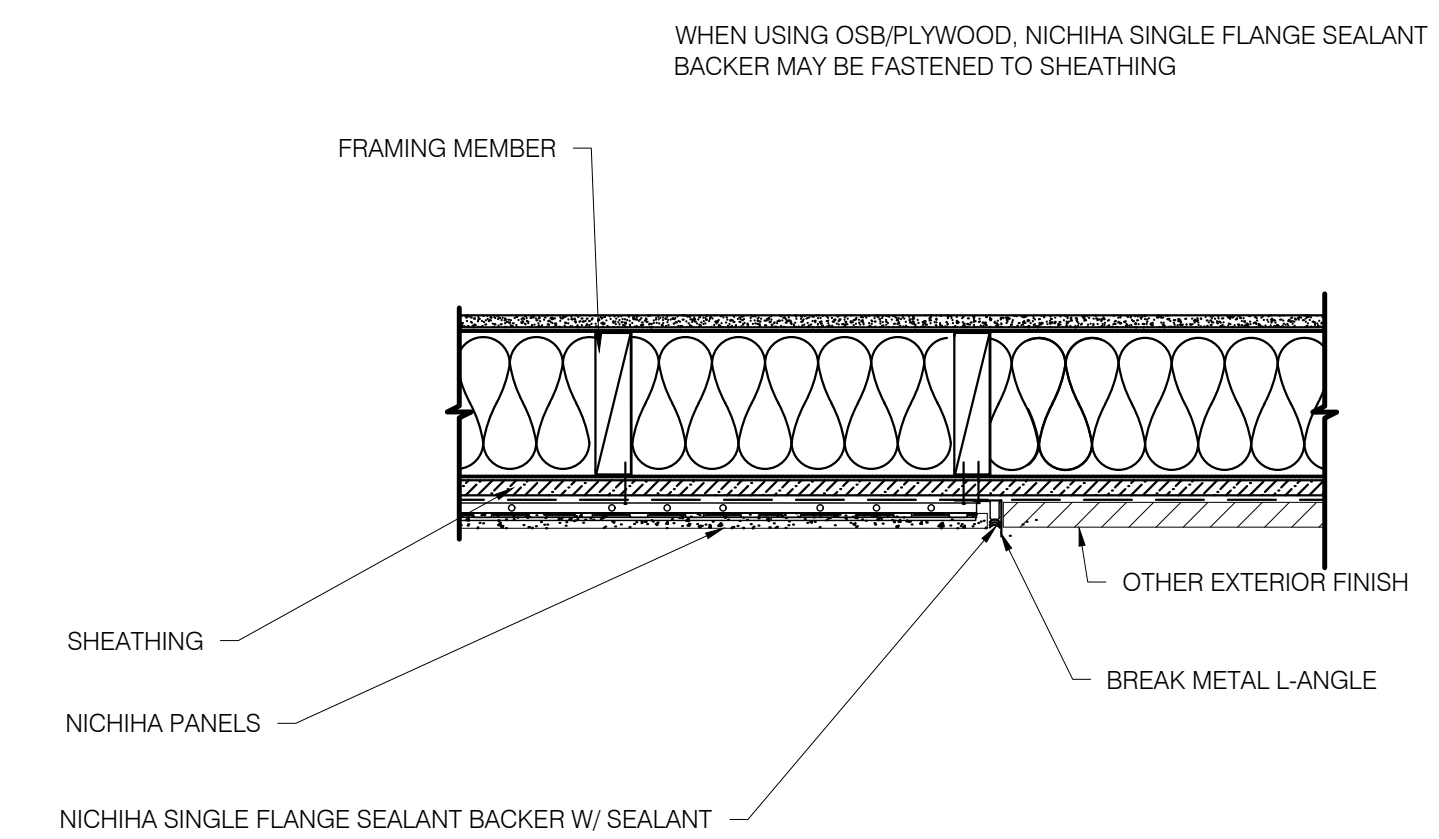 WHEN USING OSB/PLYWOOD, NICHIHA SINGLE FLANGE SEALANT
BACKER MAY BE FASTENED TO SHEATHING
FRAMING MEMBER
OTHER EXTERIOR FINISH
SHEATHING
BREAK METAL L-ANGLE
NICHIHA PANELS
NICHIHA SINGLE FLANGE SEALANT BACKER W/ SEALANT